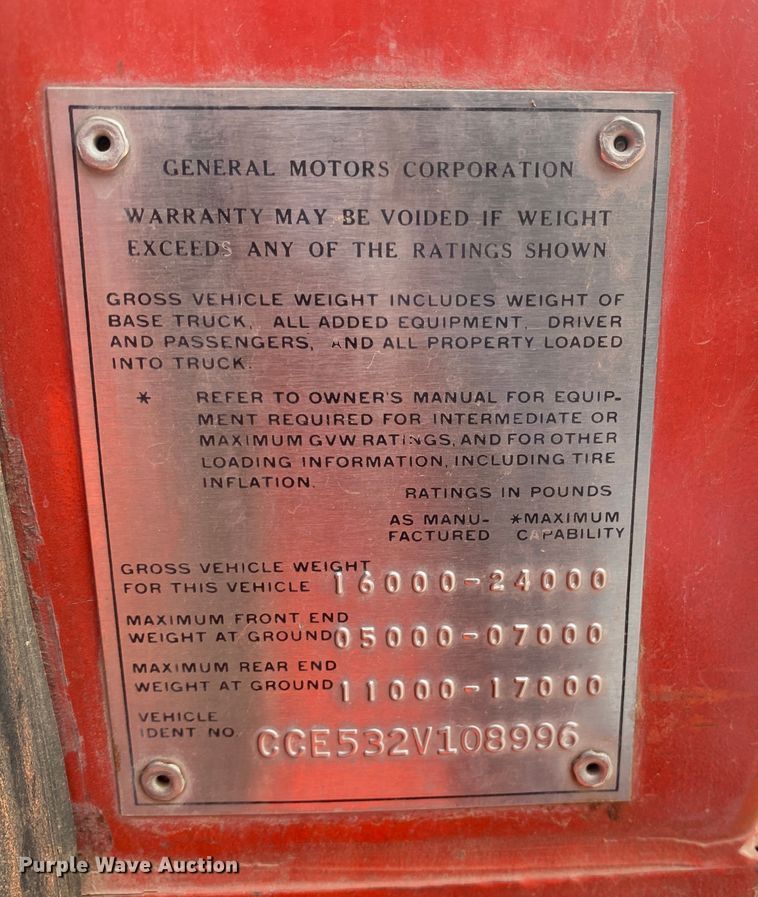 GENERAL MOTORS CORPORATION
WARRANTY MAY BE VOIDED IF WEIGHT
EXCEEDS ANY OF THE RATINGS SHOWN
GROSS VEHICLE WEIGHT INCLUDES WEIGHT OF
BASE TRUCK, ALL ADDED EQUIPMENT, DRIVER
AND PASSENGERS, AND ALL PROPERTY LOADED
INTO TRUCK.
* REFER TO OWNER'S MANUAL FOR EQUIP-
MENT REQUIRED FOR INTERMEDIATE OR
MAXIMUM GVW RATINGS, AND FOR OTHER
LOADING INFORMATION, INCLUDING TIRE
INFLATION.
RATINGS IN POUNDS
AS MANU- *MAXIMUM
FACTURED CAPABILITY
GROSS VEHICLE WEIGHT
FOR THIS VEHICLE 16000-24000
MAXIMUM FRONT END
WEIGHT AT GROUND 05000-07000
MAXIMUM REAR END
WEIGHT AT GROUND 11000-17000
VEHICLE
IDENT NO. CCE532V108996
Purple Wave Auction